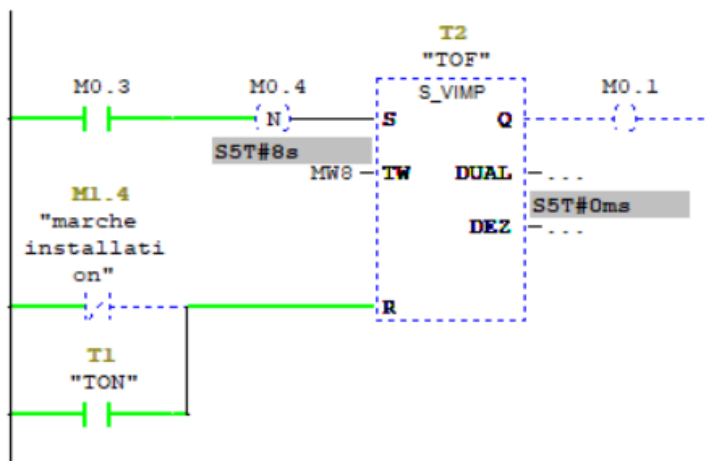 T2
"TOF"
M0.3 M0.4 S_VIMP M0.1
N S Q
S5T#8s
MW8 TW DUAL ...
S5T#0ms
DEZ ...
M1.4
"marche
installati
on"
R
T1
"TON"